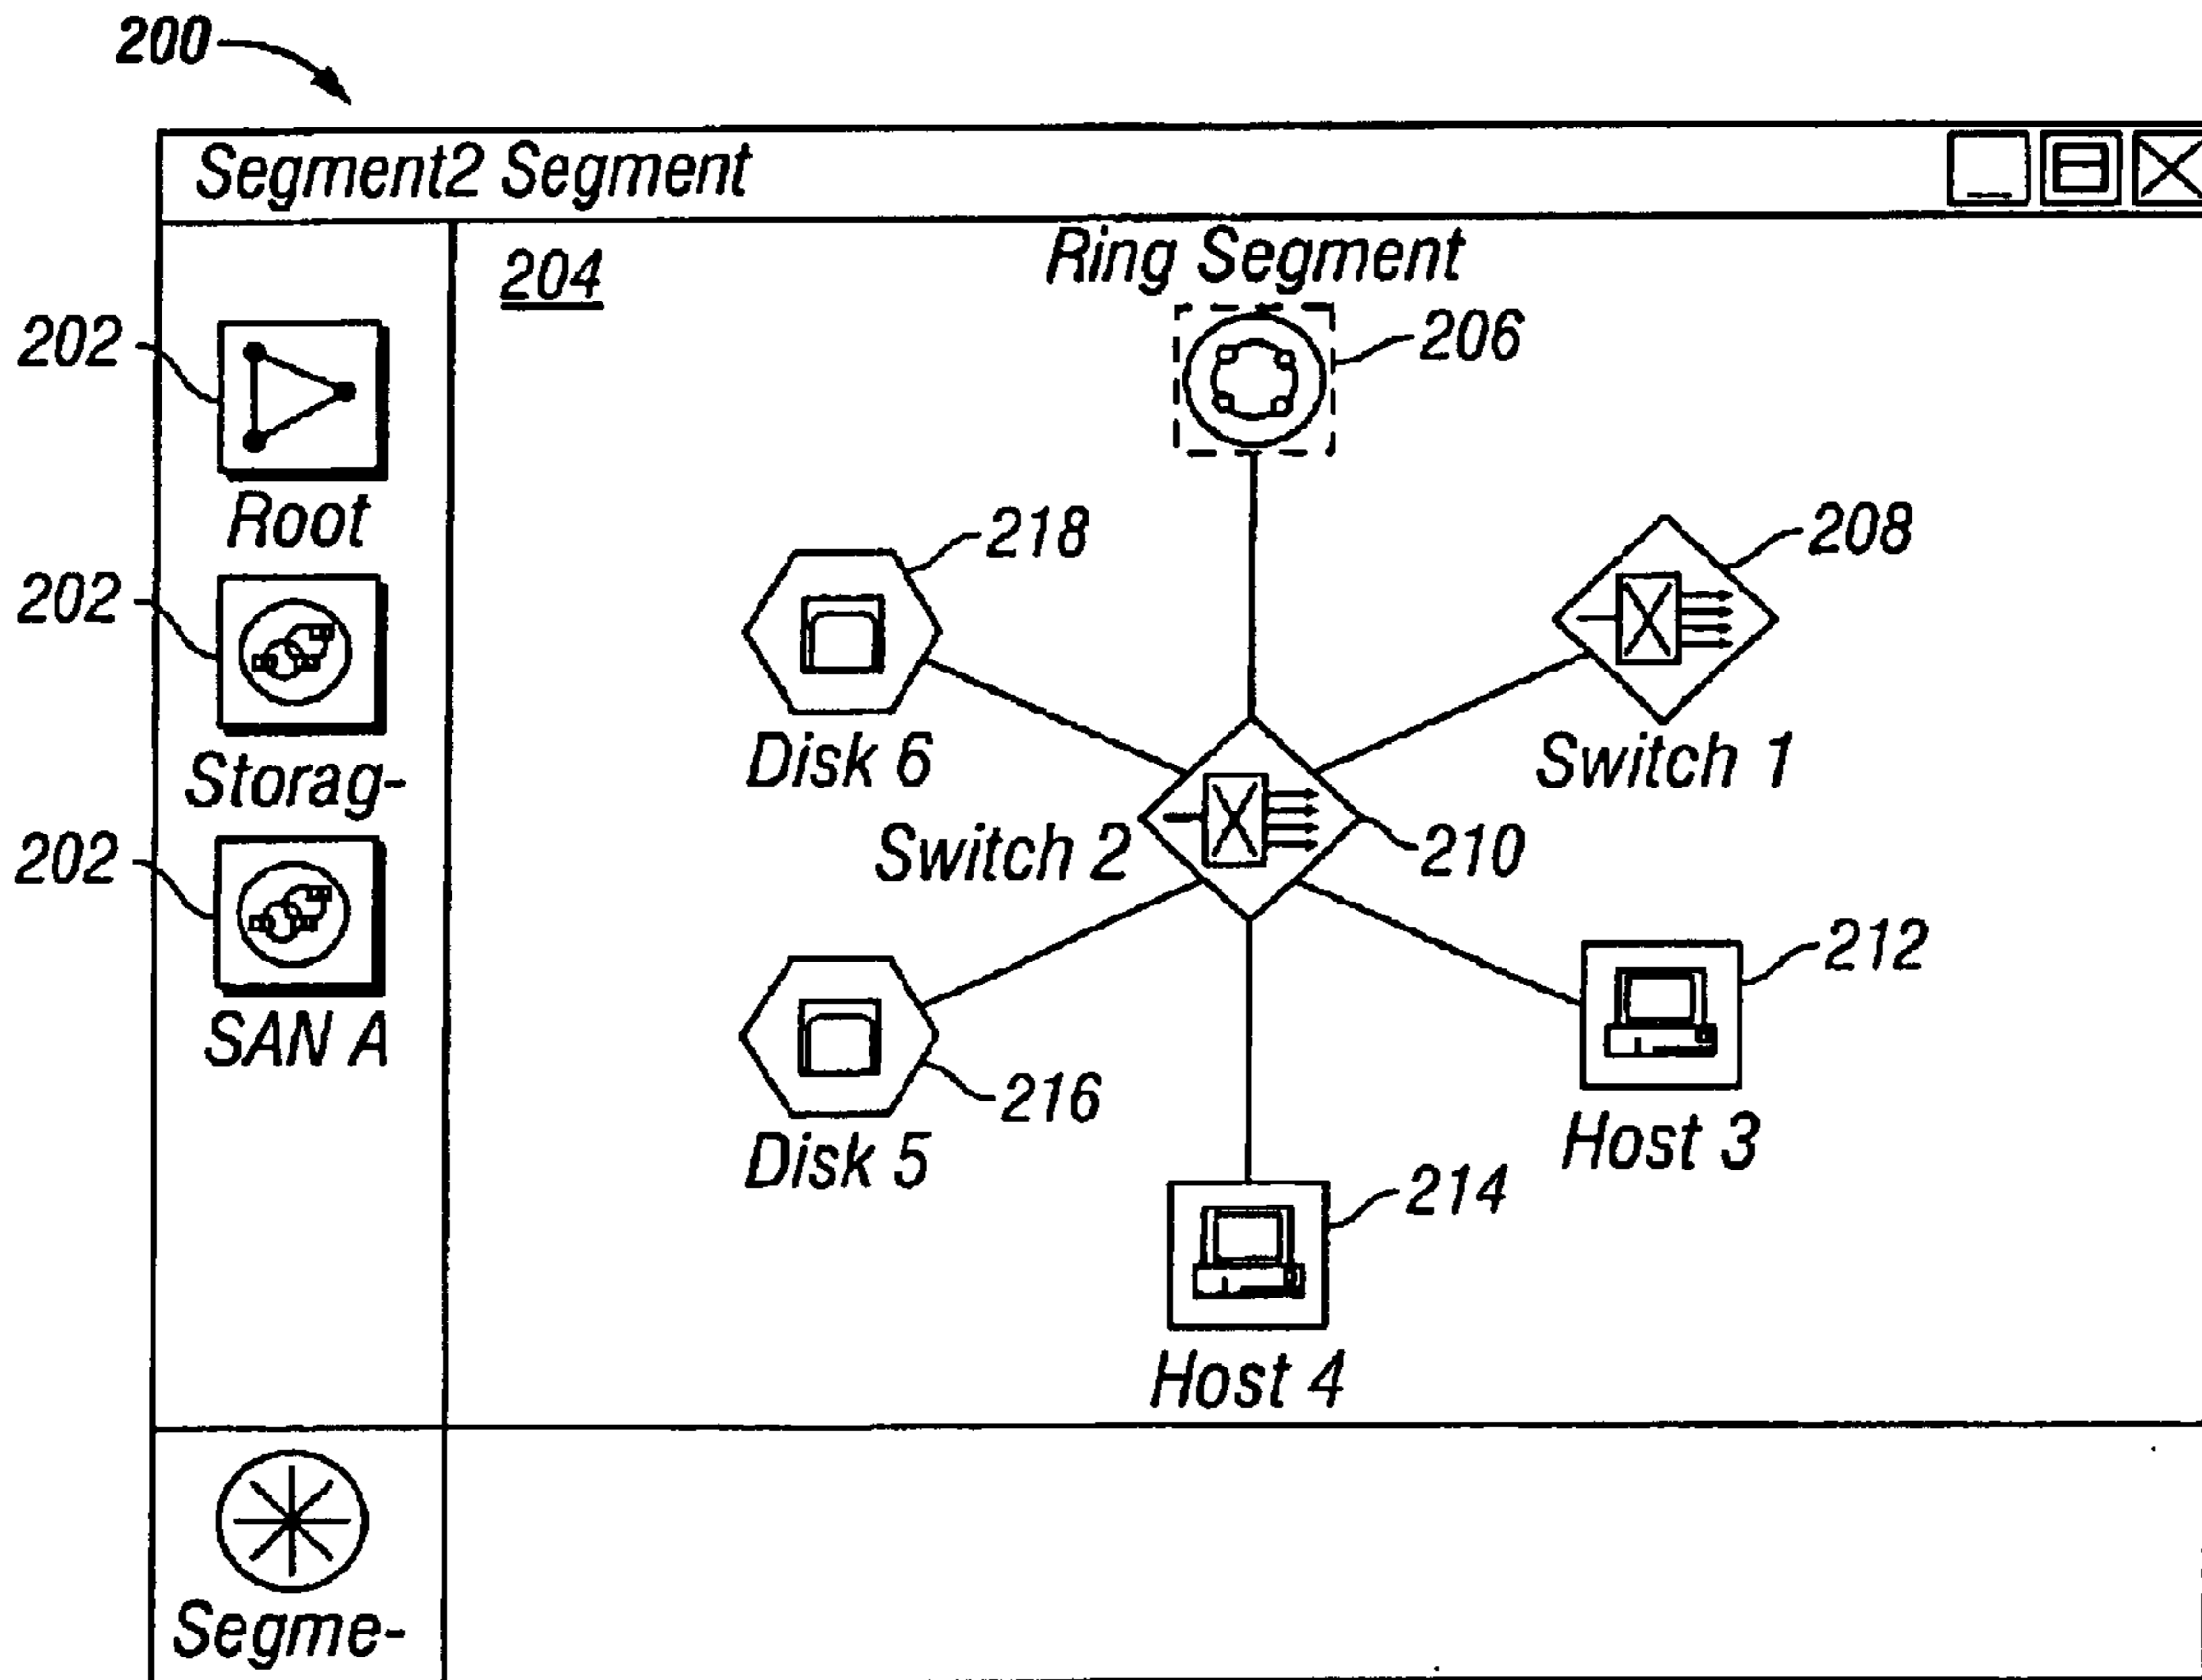 200
Segment2 Segment
204
Ring Segment
202
206
Root
218
208
202
Disk 6
Switch 1
Storag-
Switch 2
210
202
212
SAN A
216
Disk 5
Host 3
214
Host 4
Segme-